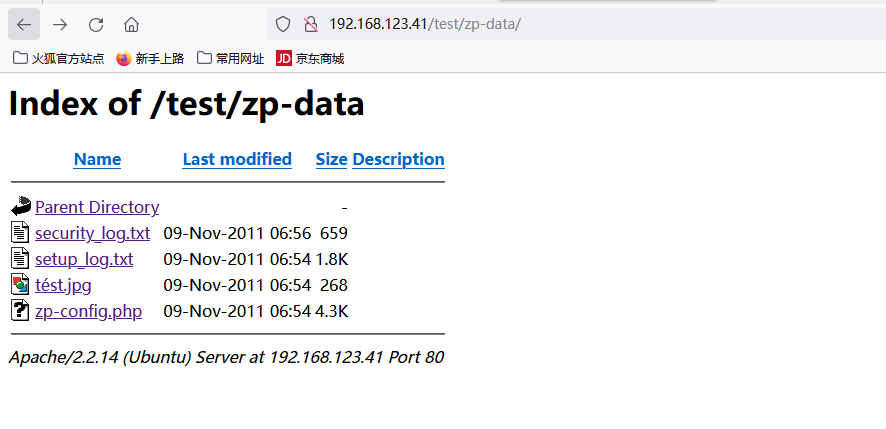 192.168.123.41/test/zp-data/
火狐官方站点 新手上路 常用网址 JD 京东商城
Index of /test/zp-data
Name Last modified Size Description
Parent Directory -
security_log.txt 09-Nov-2011 06:56 659
setup_log.txt 09-Nov-2011 06:54 1.8K
tést.jpg 09-Nov-2011 06:54 268
zp-config.php 09-Nov-2011 06:54 4.3K
Apache/2.2.14 (Ubuntu) Server at 192.168.123.41 Port 80